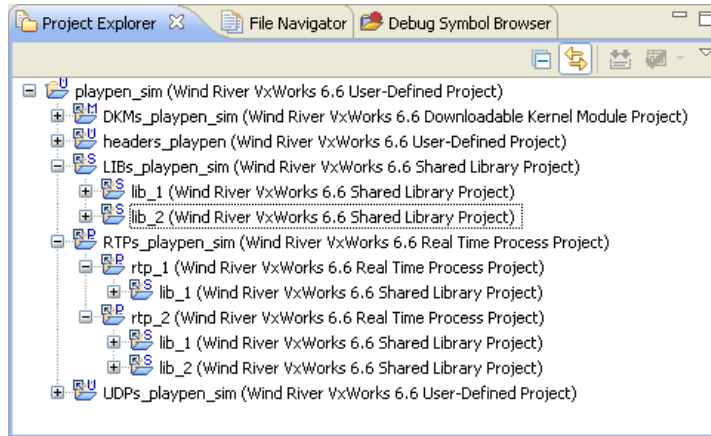 Project Explorer File Navigator Debug Symbol Browser
playpen_sim (Wind River VxWorks 6.6 User-Defined Project)
DKMs_playpen_sim (Wind River VxWorks 6.6 Downloadable Kernel Module Project)
headers_playpen (Wind River VxWorks 6.6 User-Defined Project)
LIBs_playpen_sim (Wind River VxWorks 6.6 Shared Library Project)
lib_1 (Wind River VxWorks 6.6 Shared Library Project)
lib_2 (Wind River VxWorks 6.6 Shared Library Project)
RTPs_playpen_sim (Wind River VxWorks 6.6 Real Time Process Project)
rtp_1 (Wind River VxWorks 6.6 Real Time Process Project)
lib_1 (Wind River VxWorks 6.6 Shared Library Project)
rtp_2 (Wind River VxWorks 6.6 Real Time Process Project)
lib_1 (Wind River VxWorks 6.6 Shared Library Project)
lib_2 (Wind River VxWorks 6.6 Shared Library Project)
UDPs_playpen_sim (Wind River VxWorks 6.6 User-Defined Project)